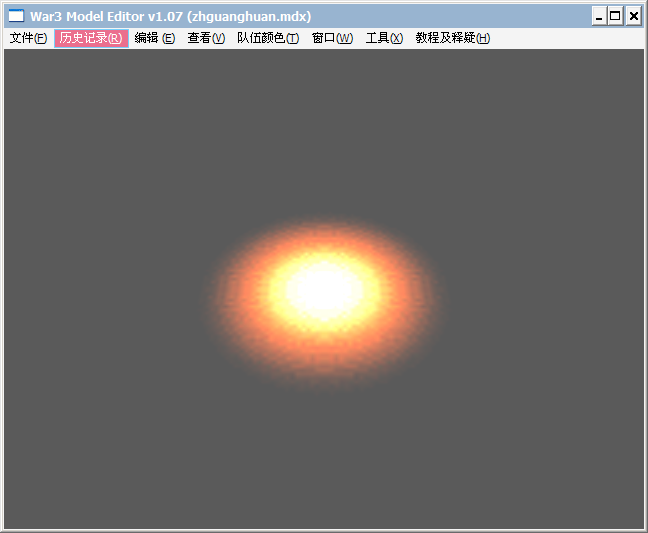 War3 Model Editor v1.07 (zhguanghuan.mdx)
文件(F) 历史记录(R) 编辑 (E) 查看(V) 队伍颜色(T) 窗口(W) 工具(X) 教程及释疑(H)